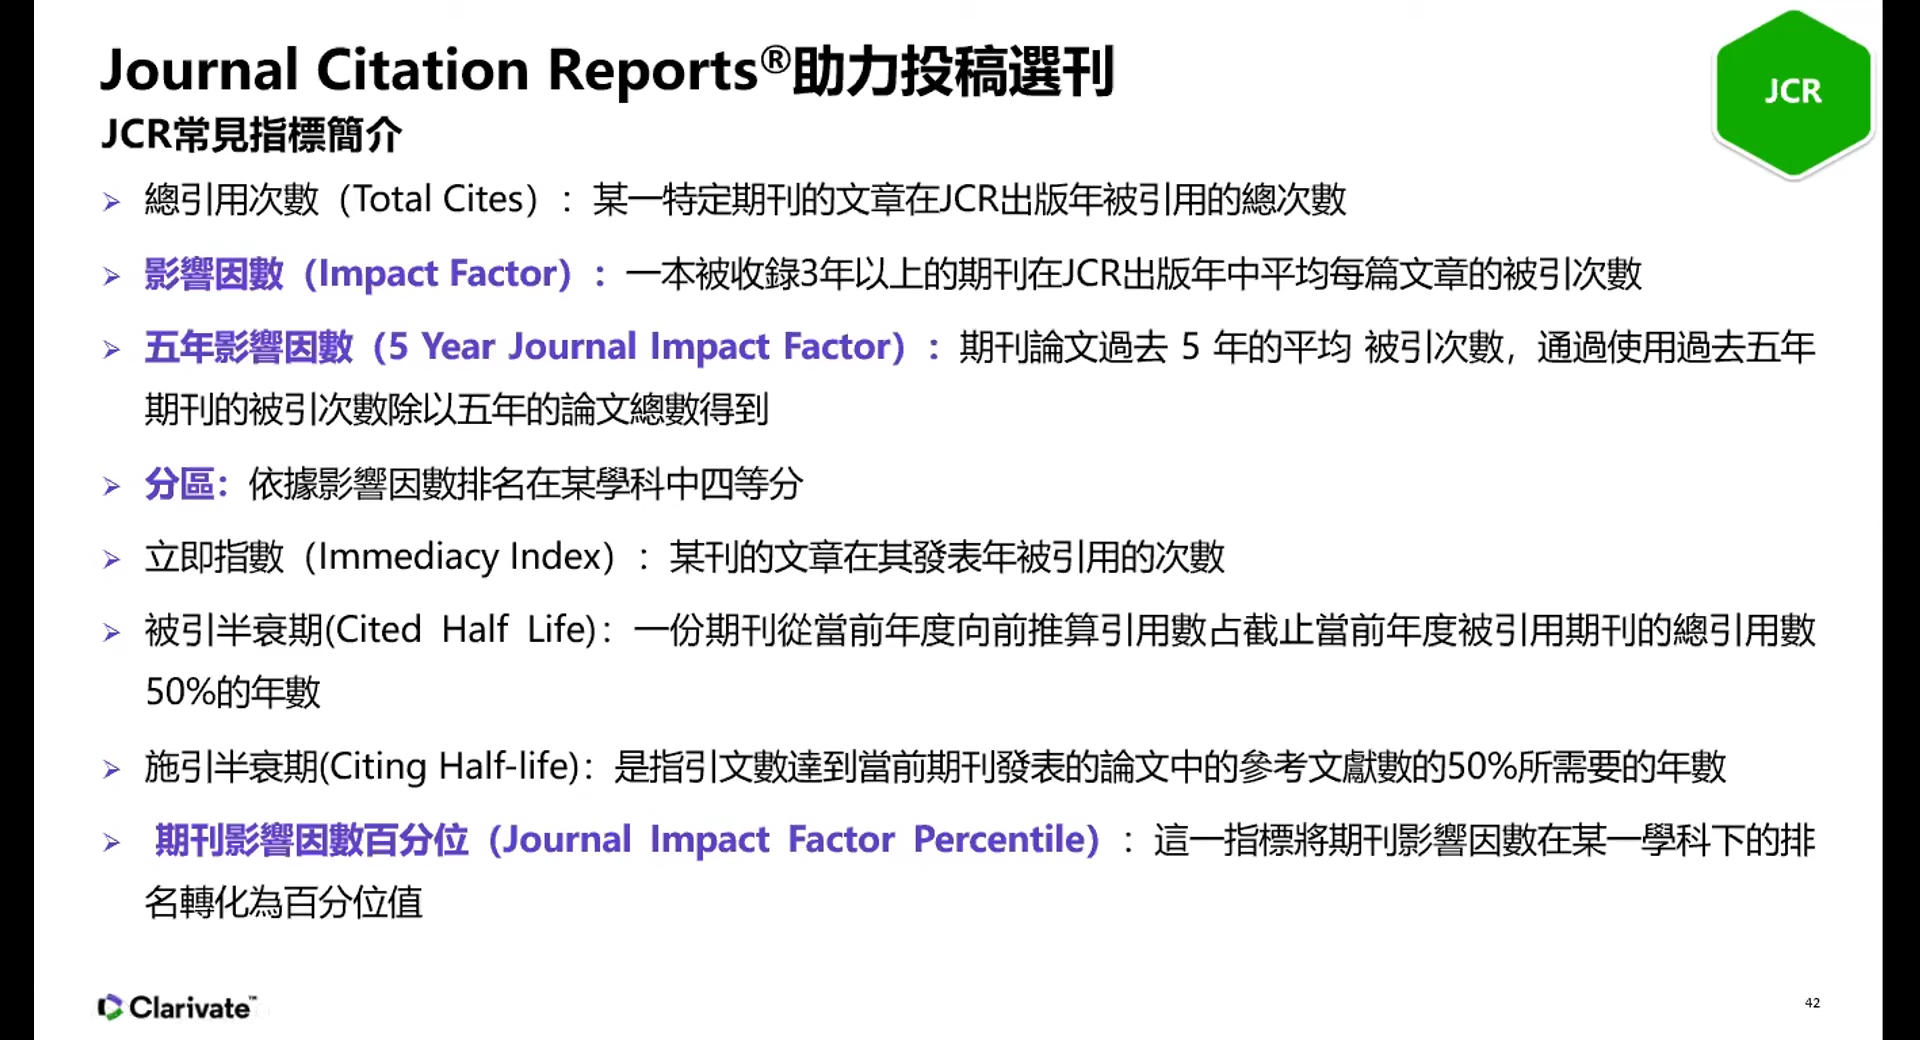 Journal Citation Reports®助力投稿選刊
JCR
JCR常見指標簡介
➢ 總引用次數（Total Cites）：某一特定期刊的文章在JCR出版年被引用的總次數
➢ 影響因數（Impact Factor）：一本被收錄3年以上的期刊在JCR出版年中平均每篇文章的被引次數
➢ 五年影響因數（5 Year Journal Impact Factor）：期刊論文過去 5 年的平均 被引次數，通過使用過去五年
期刊的被引次數除以五年的論文總數得到
➢ 分區：依據影響因數排名在某學科中四等分
➢ 立即指數（Immediacy Index）：某刊的文章在其發表年被引用的次數
➢ 被引半衰期(Cited Half Life)：一份期刊從當前年度向前推算引用數占截止當前年度被引用期刊的總引用數
50%的年數
➢ 施引半衰期(Citing Half-life)：是指引文數達到當前期刊發表的論文中的參考文獻數的50%所需要的年數
➢ 期刊影響因數百分位（Journal Impact Factor Percentile）：這一指標將期刊影響因數在某一學科下的排
名轉化為百分位值
Clarivate™
42